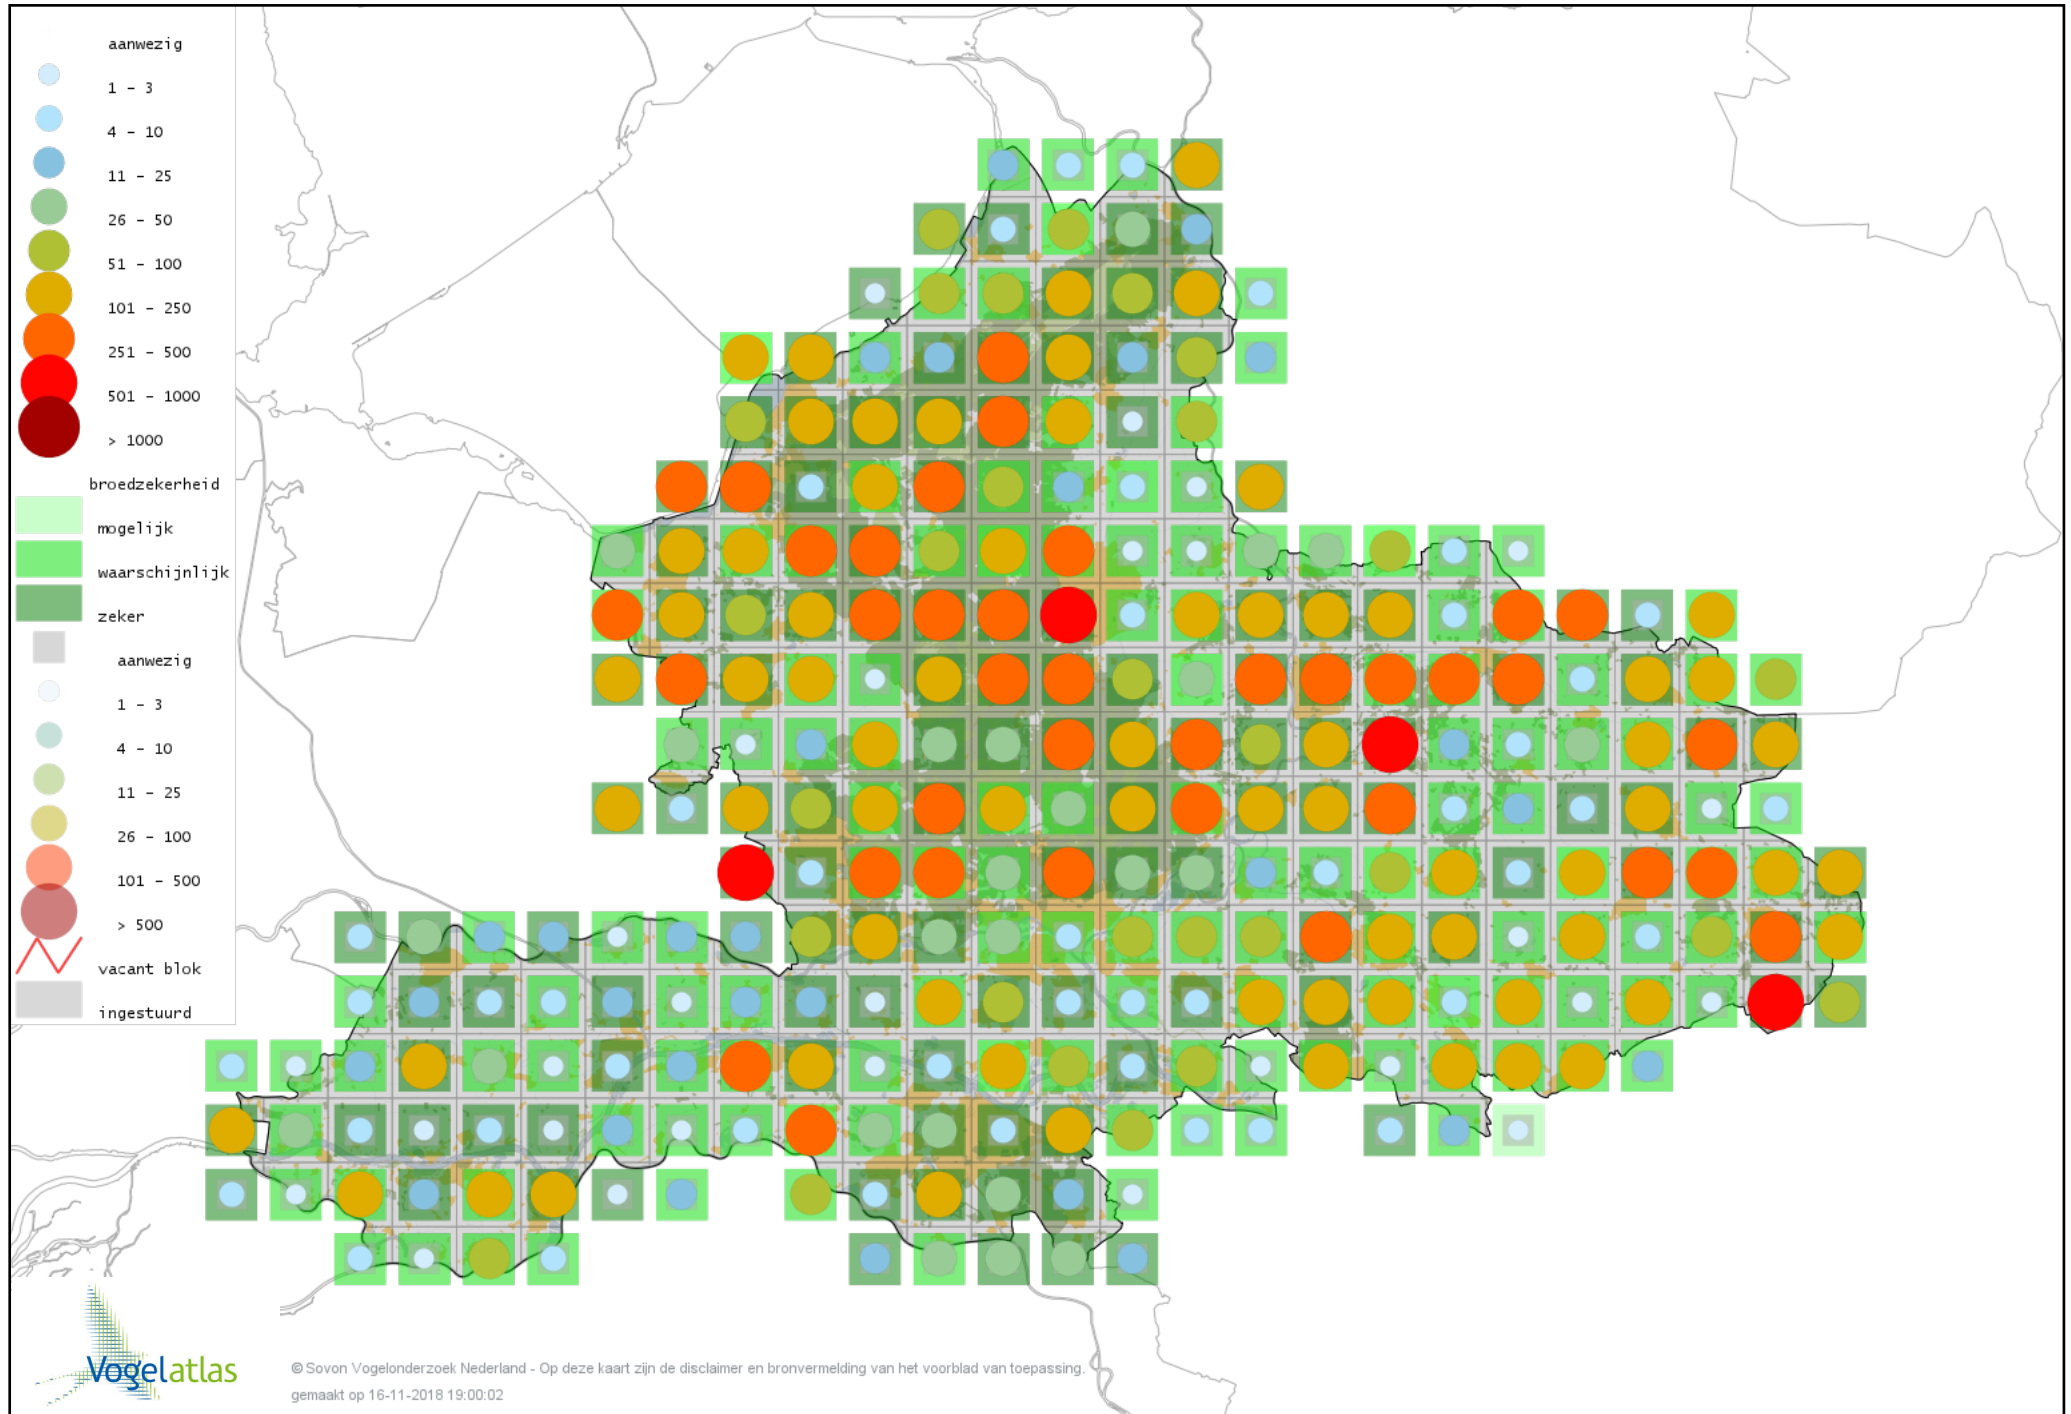 aanwezig
1 - 3
4 - 10
11 - 25
26 - 50
51 - 100
101 - 250
251 - 500
501 - 1000
> 1000
broedzekerheid
mogelijk
waarschijnlijk
zeker
aanwezig
1 - 3
4 - 10
11 - 25
26 - 100
101 - 500
> 500
vacant blok
ingestuurd
Vogelatlas
© Sovon Vogelonderzoek Nederland - Op deze kaart zijn de disclaimer en bronvermelding van het voorblad van toepassing.
gemaakt op 16-11-2018 19:00:02